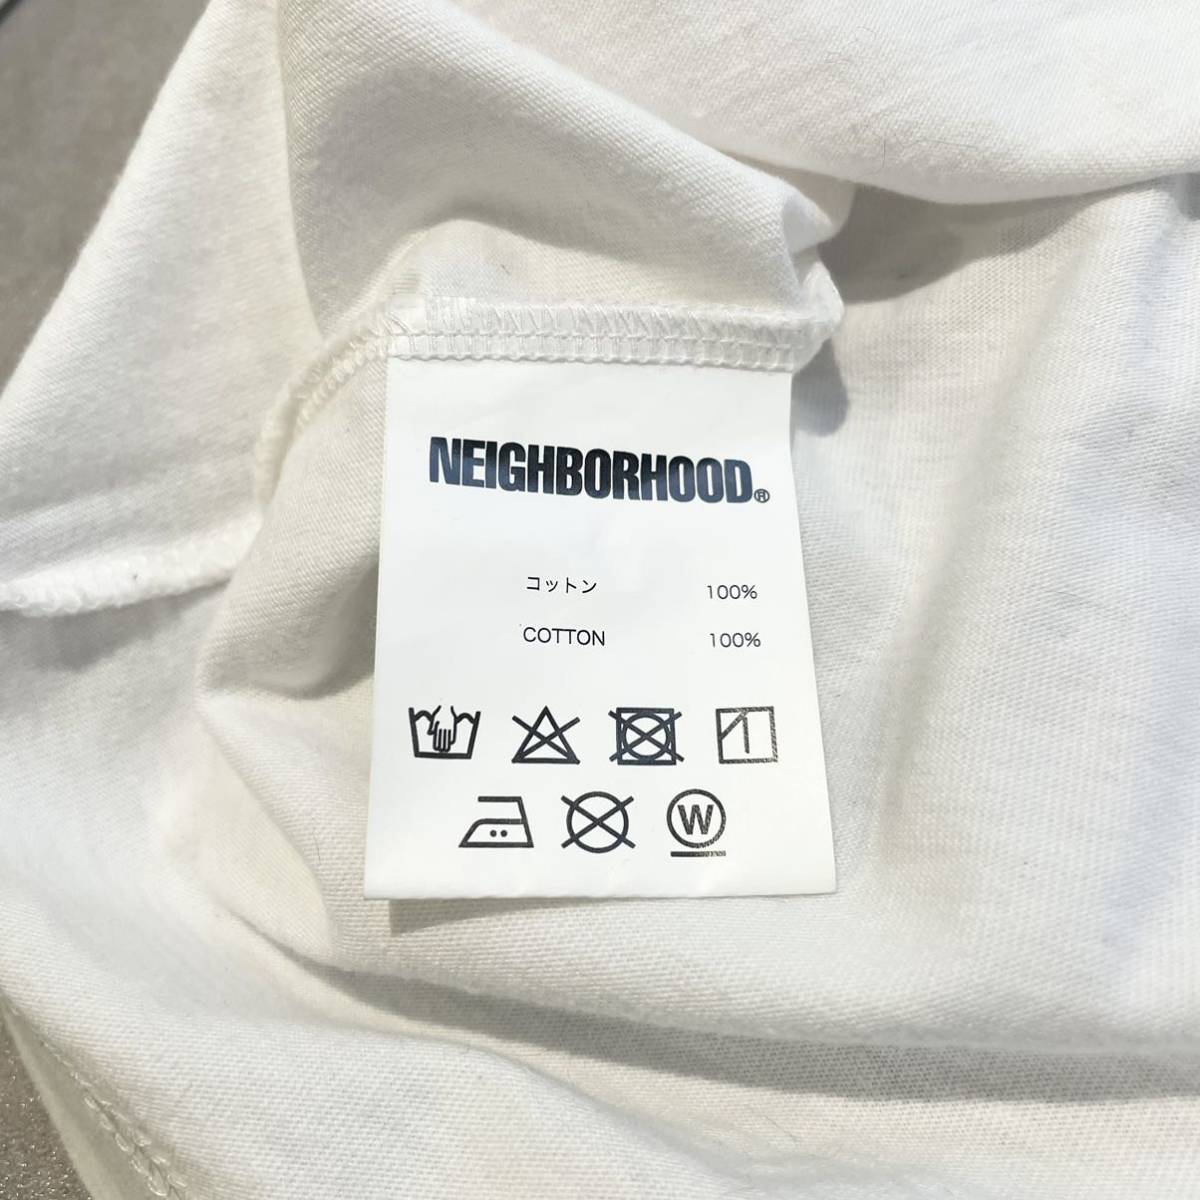 NEIGHBORHOOD®
コットン 100%
COTTON 100%
W